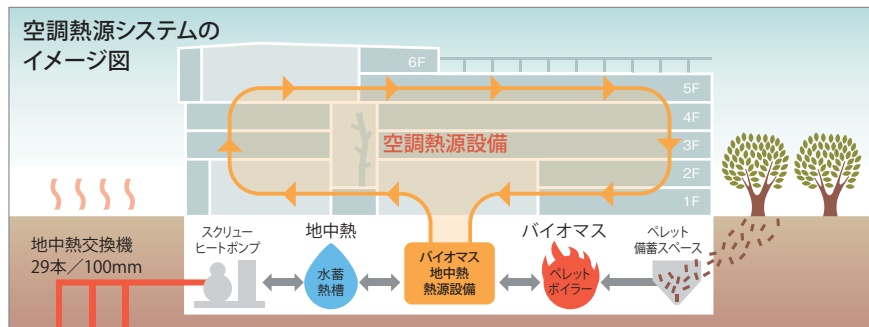 空調熱源システムの
イメージ図
6F
5F
4F
空調熱源設備
3F
2F
1F
地中熱交換機
29本／100mm
スクリュー
ヒートポンプ
地中熱
水蓄
熱槽
バイオマス
地中熱
熱源設備
バイオマス
ペレット
ボイラー
ペレット
備蓄スペース